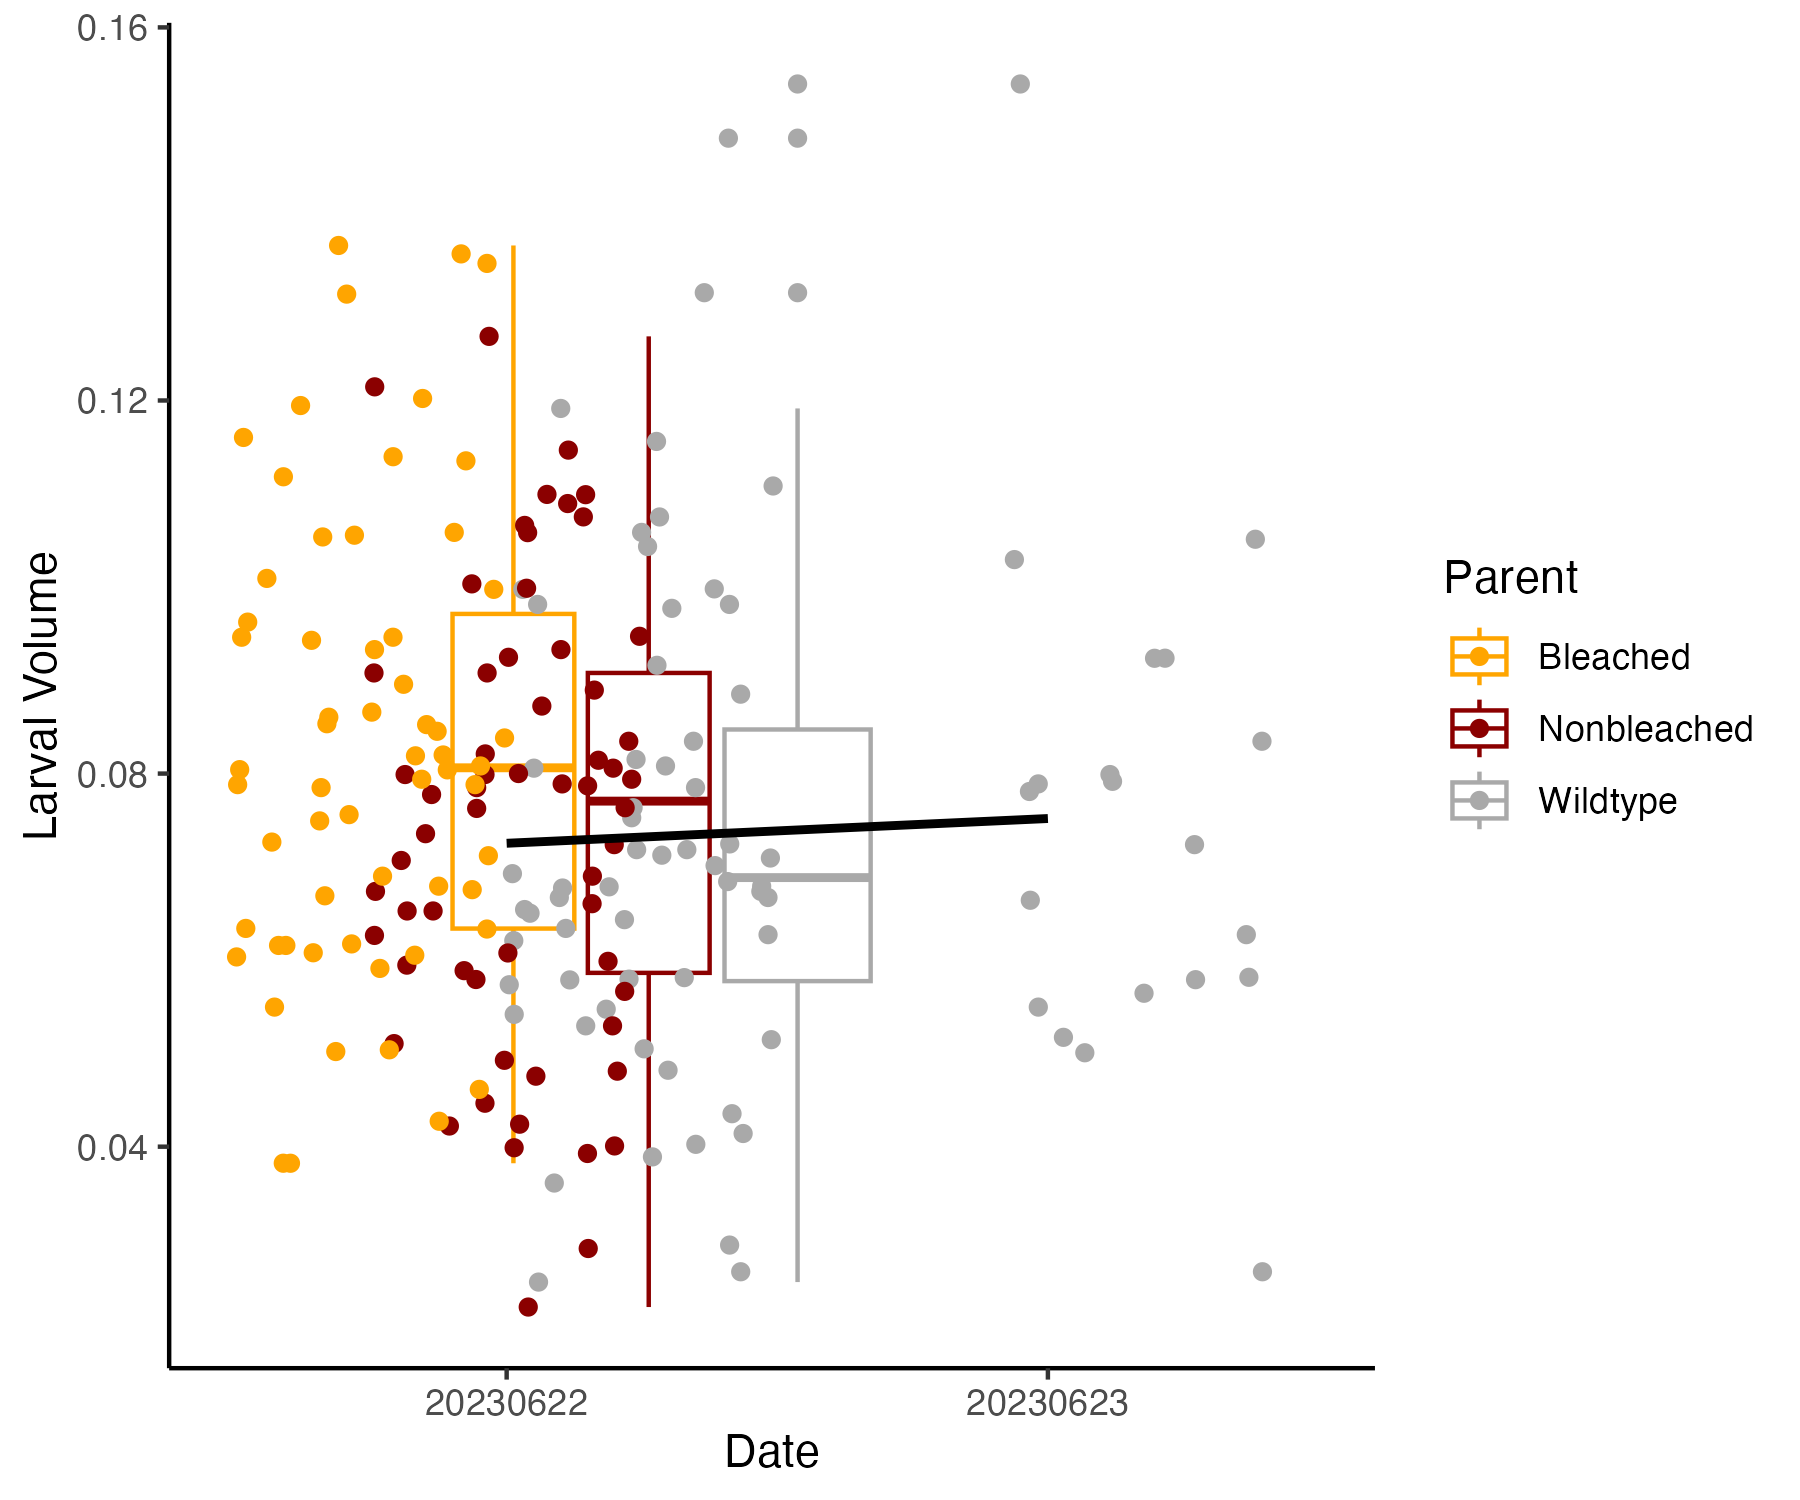 0.16
0.12
0.08
0.04
Larval Volume
20230622
20230623
Date
Parent
Bleached
Nonbleached
Wildtype